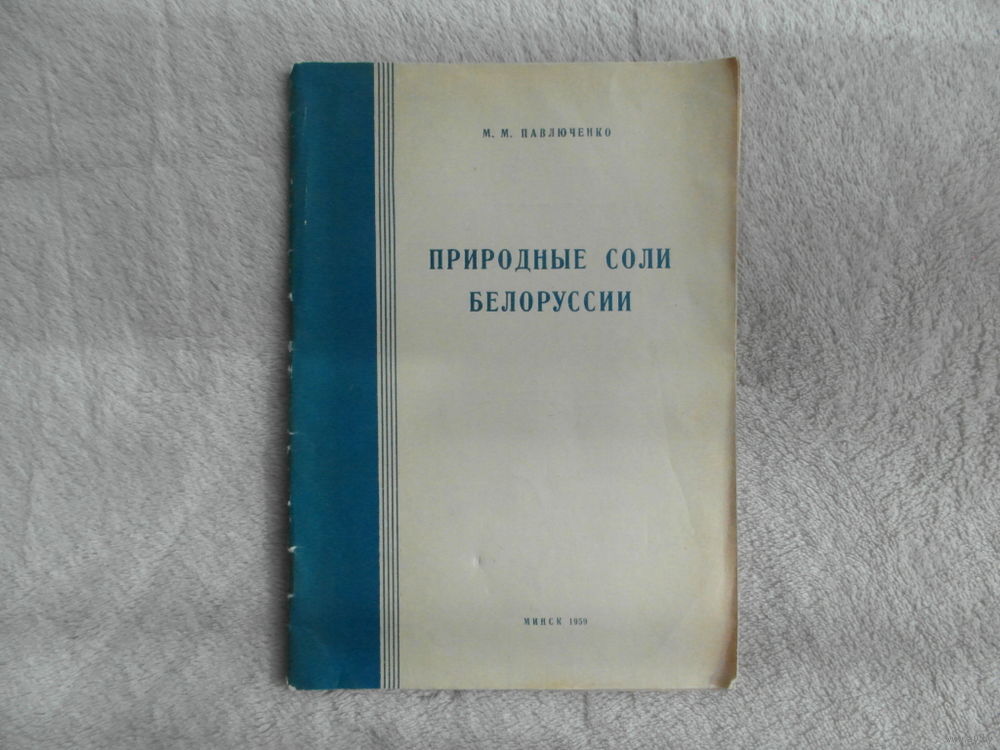 М. М. ПАВЛЮЧЕНКО
ПРИРОДНЫЕ СОЛИ
БЕЛОРУССИИ
МИНСК 1959